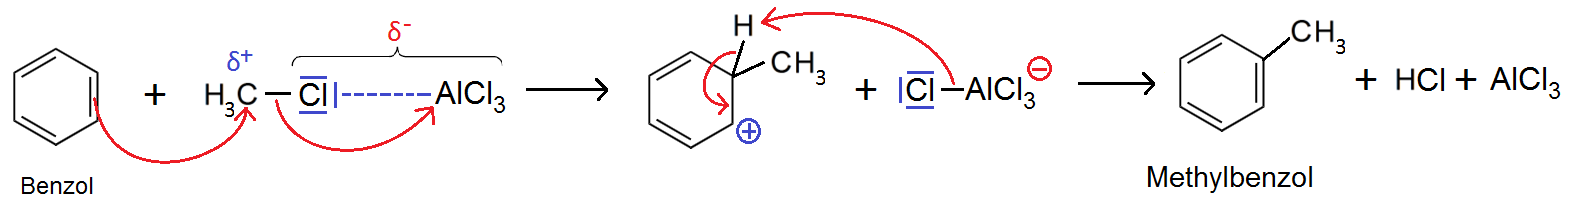 δ⁻
δ⁺
+ H₃C–Cl-----AlCl₃
H
CH₃ ⊕ + Cl–AlCl₃ ⊖
CH₃
+ HCl + AlCl₃
Benzol
Methylbenzol